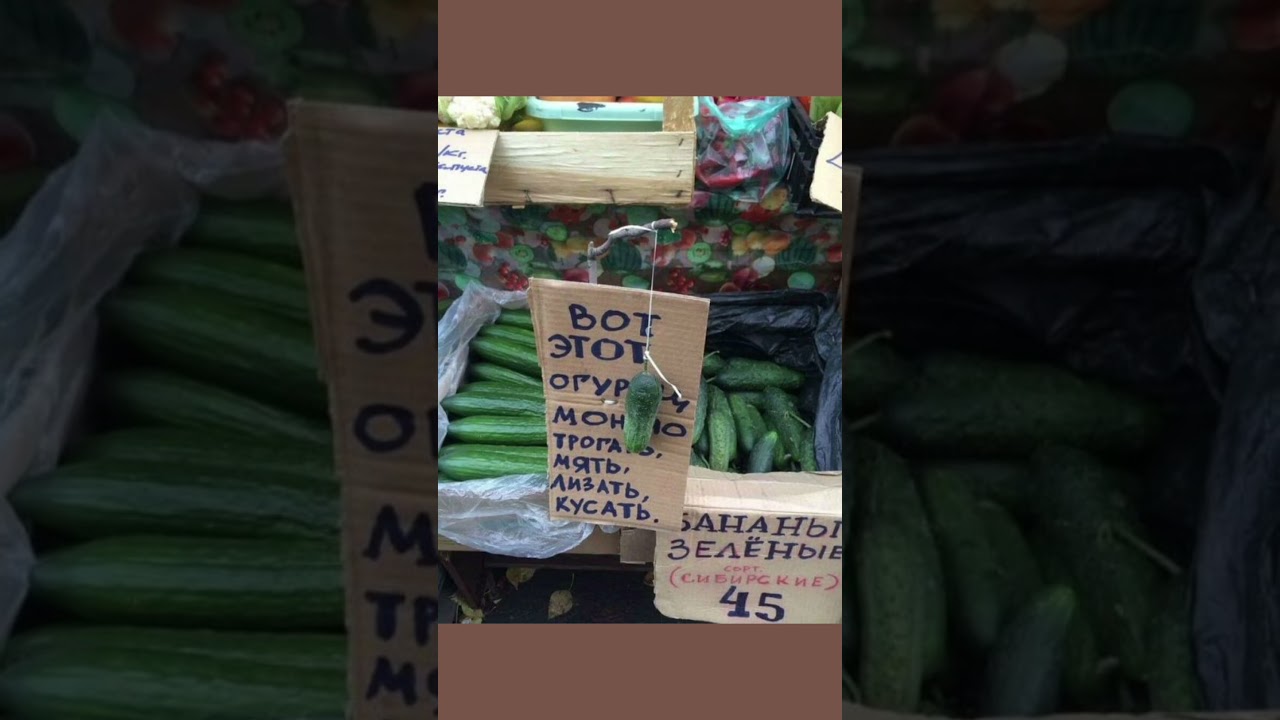 ВОТ
ЭТОТ
ОГУРЕЦ
МОЖНО
ТРОГАТЬ,
МЯТЬ,
ЛИЗАТЬ,
КУСАТЬ.
БАНАНЫ
ЗЕЛЁНЫЕ
СОРТ.
(СИБИРСКИЕ)
45